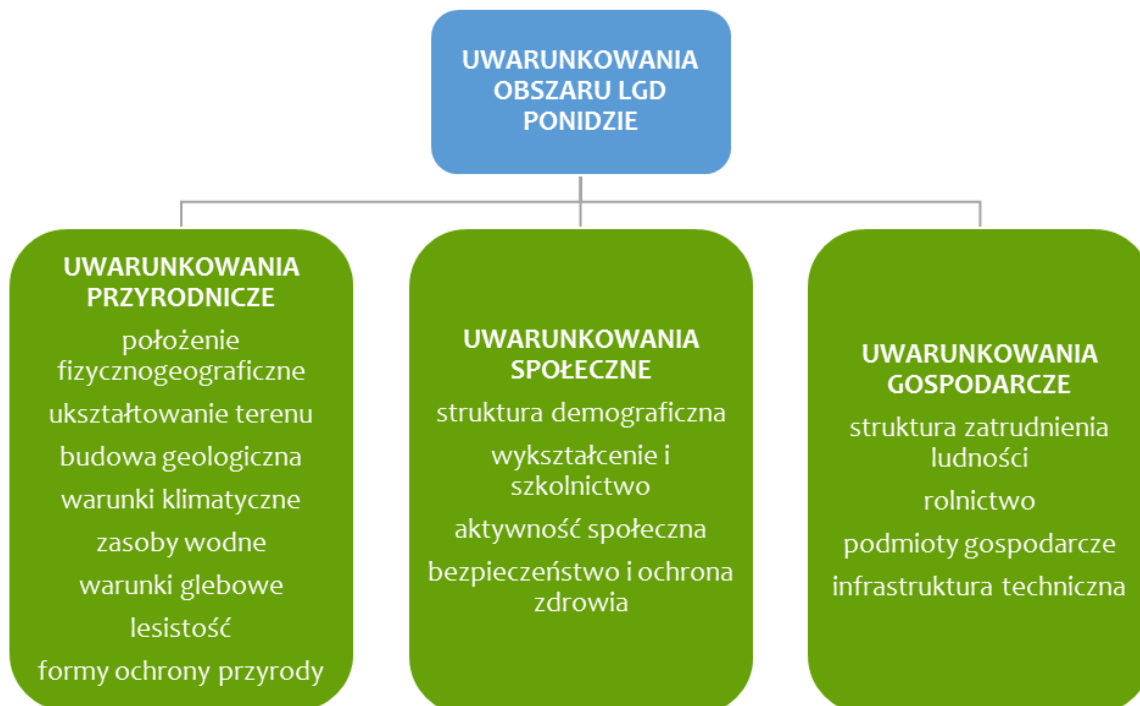 UWARUNKOWANIA
OBSZARU LGD
PONIDZIE
UWARUNKOWANIA
PRZYRODNICZE
położenie
fizycznogeograficzne
ukształtowanie terenu
budowa geologiczna
warunki klimatyczne
zasoby wodne
warunki glebowe
lesistość
formy ochrony przyrody
UWARUNKOWANIA
SPOŁECZNE
struktura demograficzna
wykształcenie i
szkolnictwo
aktywność społeczna
bezpieczeństwo i ochrona
zdrowia
UWARUNKOWANIA
GOSPODARCZE
struktura zatrudnienia
ludności
rolnictwo
podmioty gospodarcze
infrastruktura techniczna